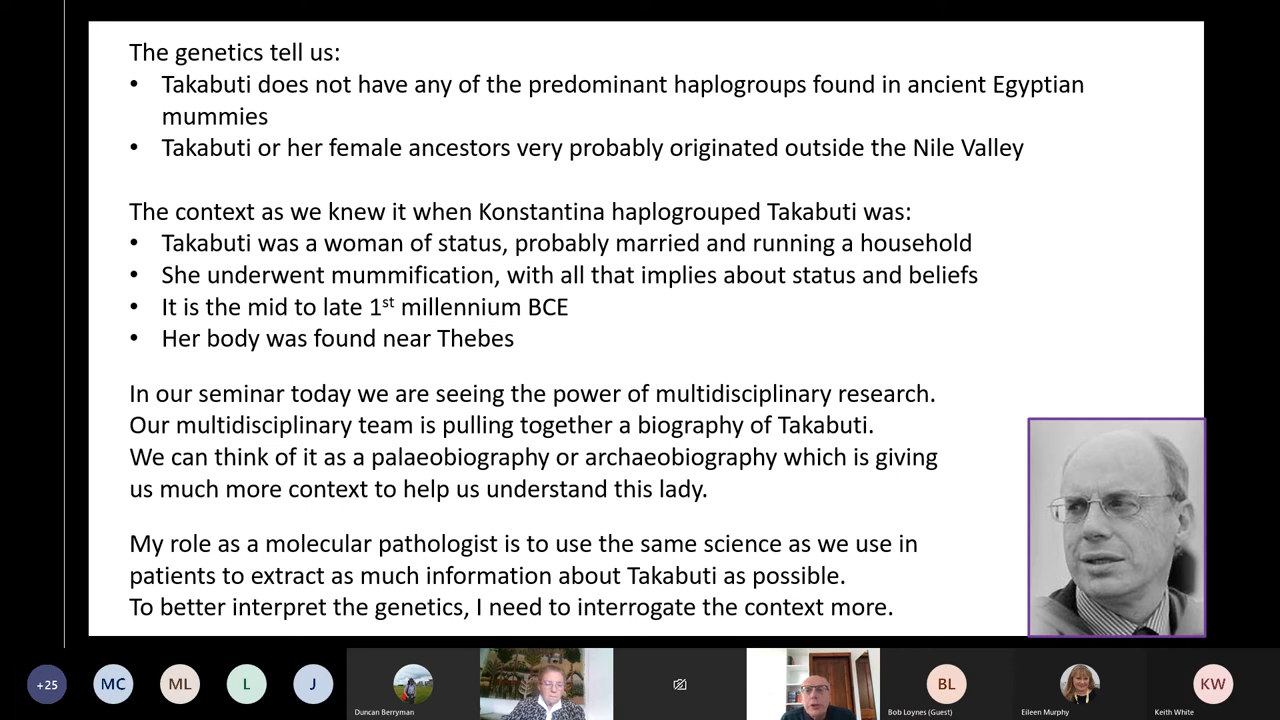 The genetics tell us:
• Takabuti does not have any of the predominant haplogroups found in ancient Egyptian
mummies
• Takabuti or her female ancestors very probably originated outside the Nile Valley
The context as we knew it when Konstantina haplogrouped Takabuti was:
• Takabuti was a woman of status, probably married and running a household
• She underwent mummification, with all that implies about status and beliefs
• It is the mid to late 1st millennium BCE
• Her body was found near Thebes
In our seminar today we are seeing the power of multidisciplinary research.
Our multidisciplinary team is pulling together a biography of Takabuti.
We can think of it as a palaeobiography or archaeobiography which is giving
us much more context to help us understand this lady.
My role as a molecular pathologist is to use the same science as we use in
patients to extract as much information about Takabuti as possible.
To better interpret the genetics, I need to interrogate the context more.
+25 MC ML L J BL KW
Duncan Berryman Bob Loynes (Guest) Eileen Murphy Keith White